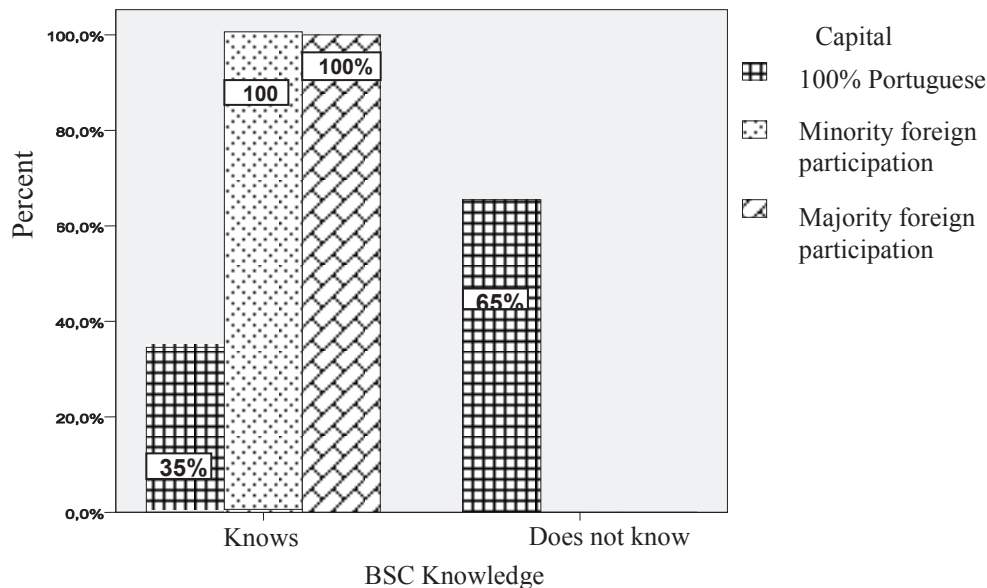 Capital
100% Portuguese
Minority foreign
participation
Majority foreign
participation
Percent
100,0%
80,0%
60,0%
40,0%
20,0%
0,0%
100
100%
65%
35%
Knows
Does not know
BSC Knowledge